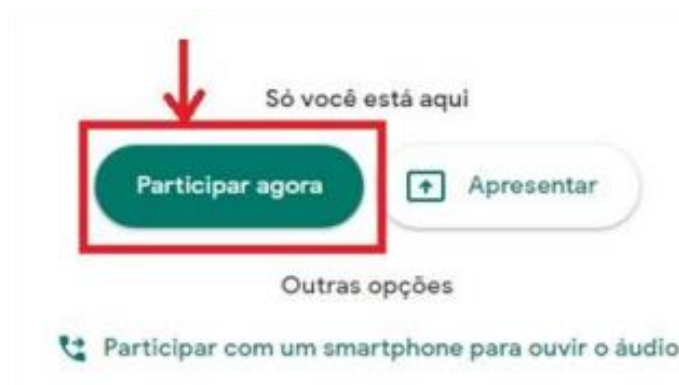 Só você está aqui
Participar agora
Apresentar
Outras opções
Participar com um smartphone para ouvir o áudio